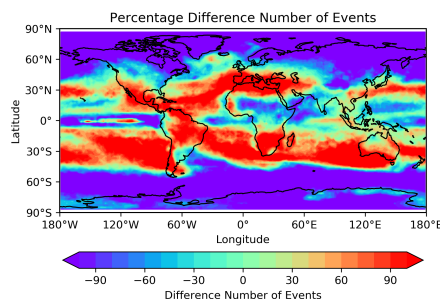 Percentage Difference Number of Events
90°N
60°N
30°N
0°
30°S
60°S
90°S
Latitude
180°W 120°W 60°W 0° 60°E 120°E 180°E
Longitude
−90 −60 −30 0 30 60 90
Difference Number of Events